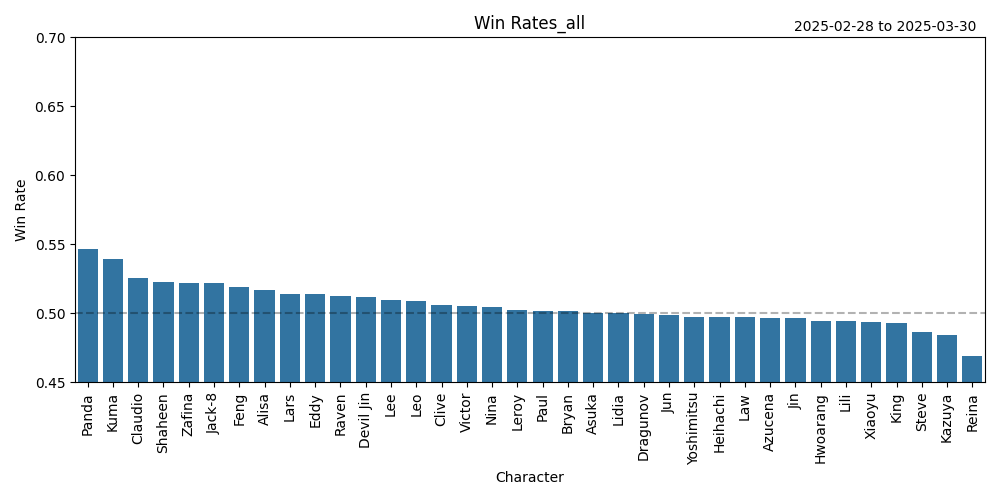 Win Rates_all
2025-02-28 to 2025-03-30
Win Rate
0.70
0.65
0.60
0.55
0.50
0.45
Panda
Kuma
Claudio
Shaheen
Zafina
Jack-8
Feng
Alisa
Lars
Eddy
Raven
Devil Jin
Lee
Leo
Clive
Victor
Nina
Leroy
Paul
Bryan
Asuka
Lidia
Dragunov
Jun
Yoshimitsu
Heihachi
Law
Azucena
Jin
Hwoarang
Lili
Xiaoyu
King
Steve
Kazuya
Reina
Character